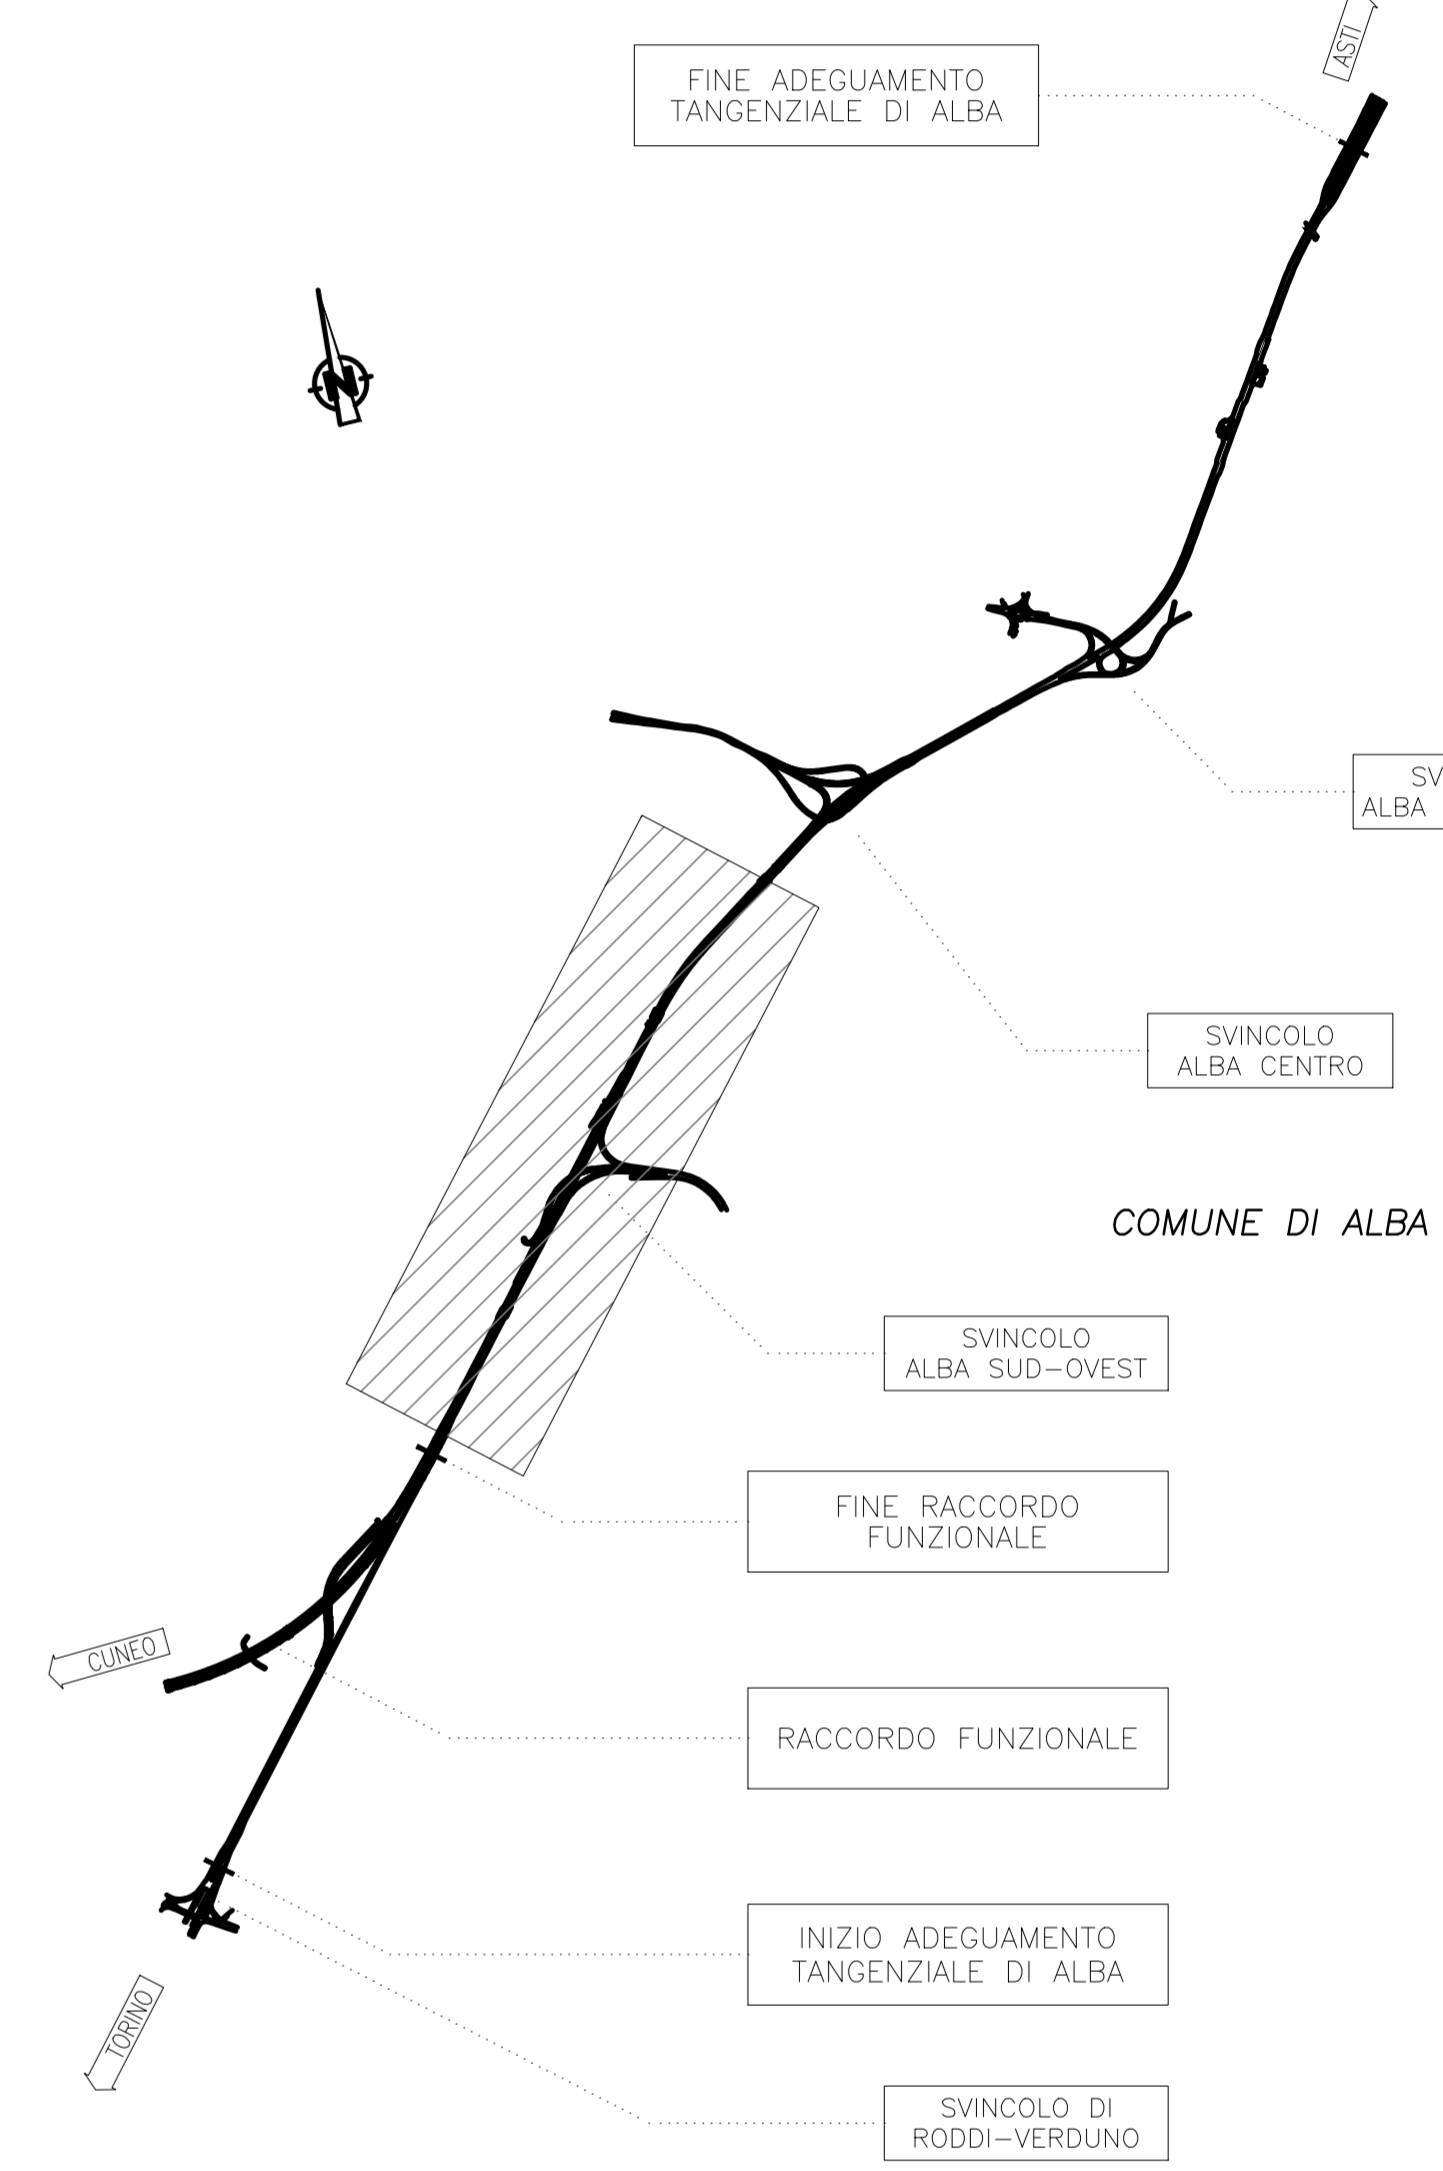 ASTI
FINE ADEGUAMENTO
TANGENZIALE DI ALBA
N
SV
ALBA
SVINCOLO
ALBA CENTRO
COMUNE DI ALBA
SVINCOLO
ALBA SUD-OVEST
FINE RACCORDO
FUNZIONALE
CUNEO
RACCORDO FUNZIONALE
INIZIO ADEGUAMENTO
TANGENZIALE DI ALBA
TORINO
SVINCOLO DI
RODDI-VERDUNO